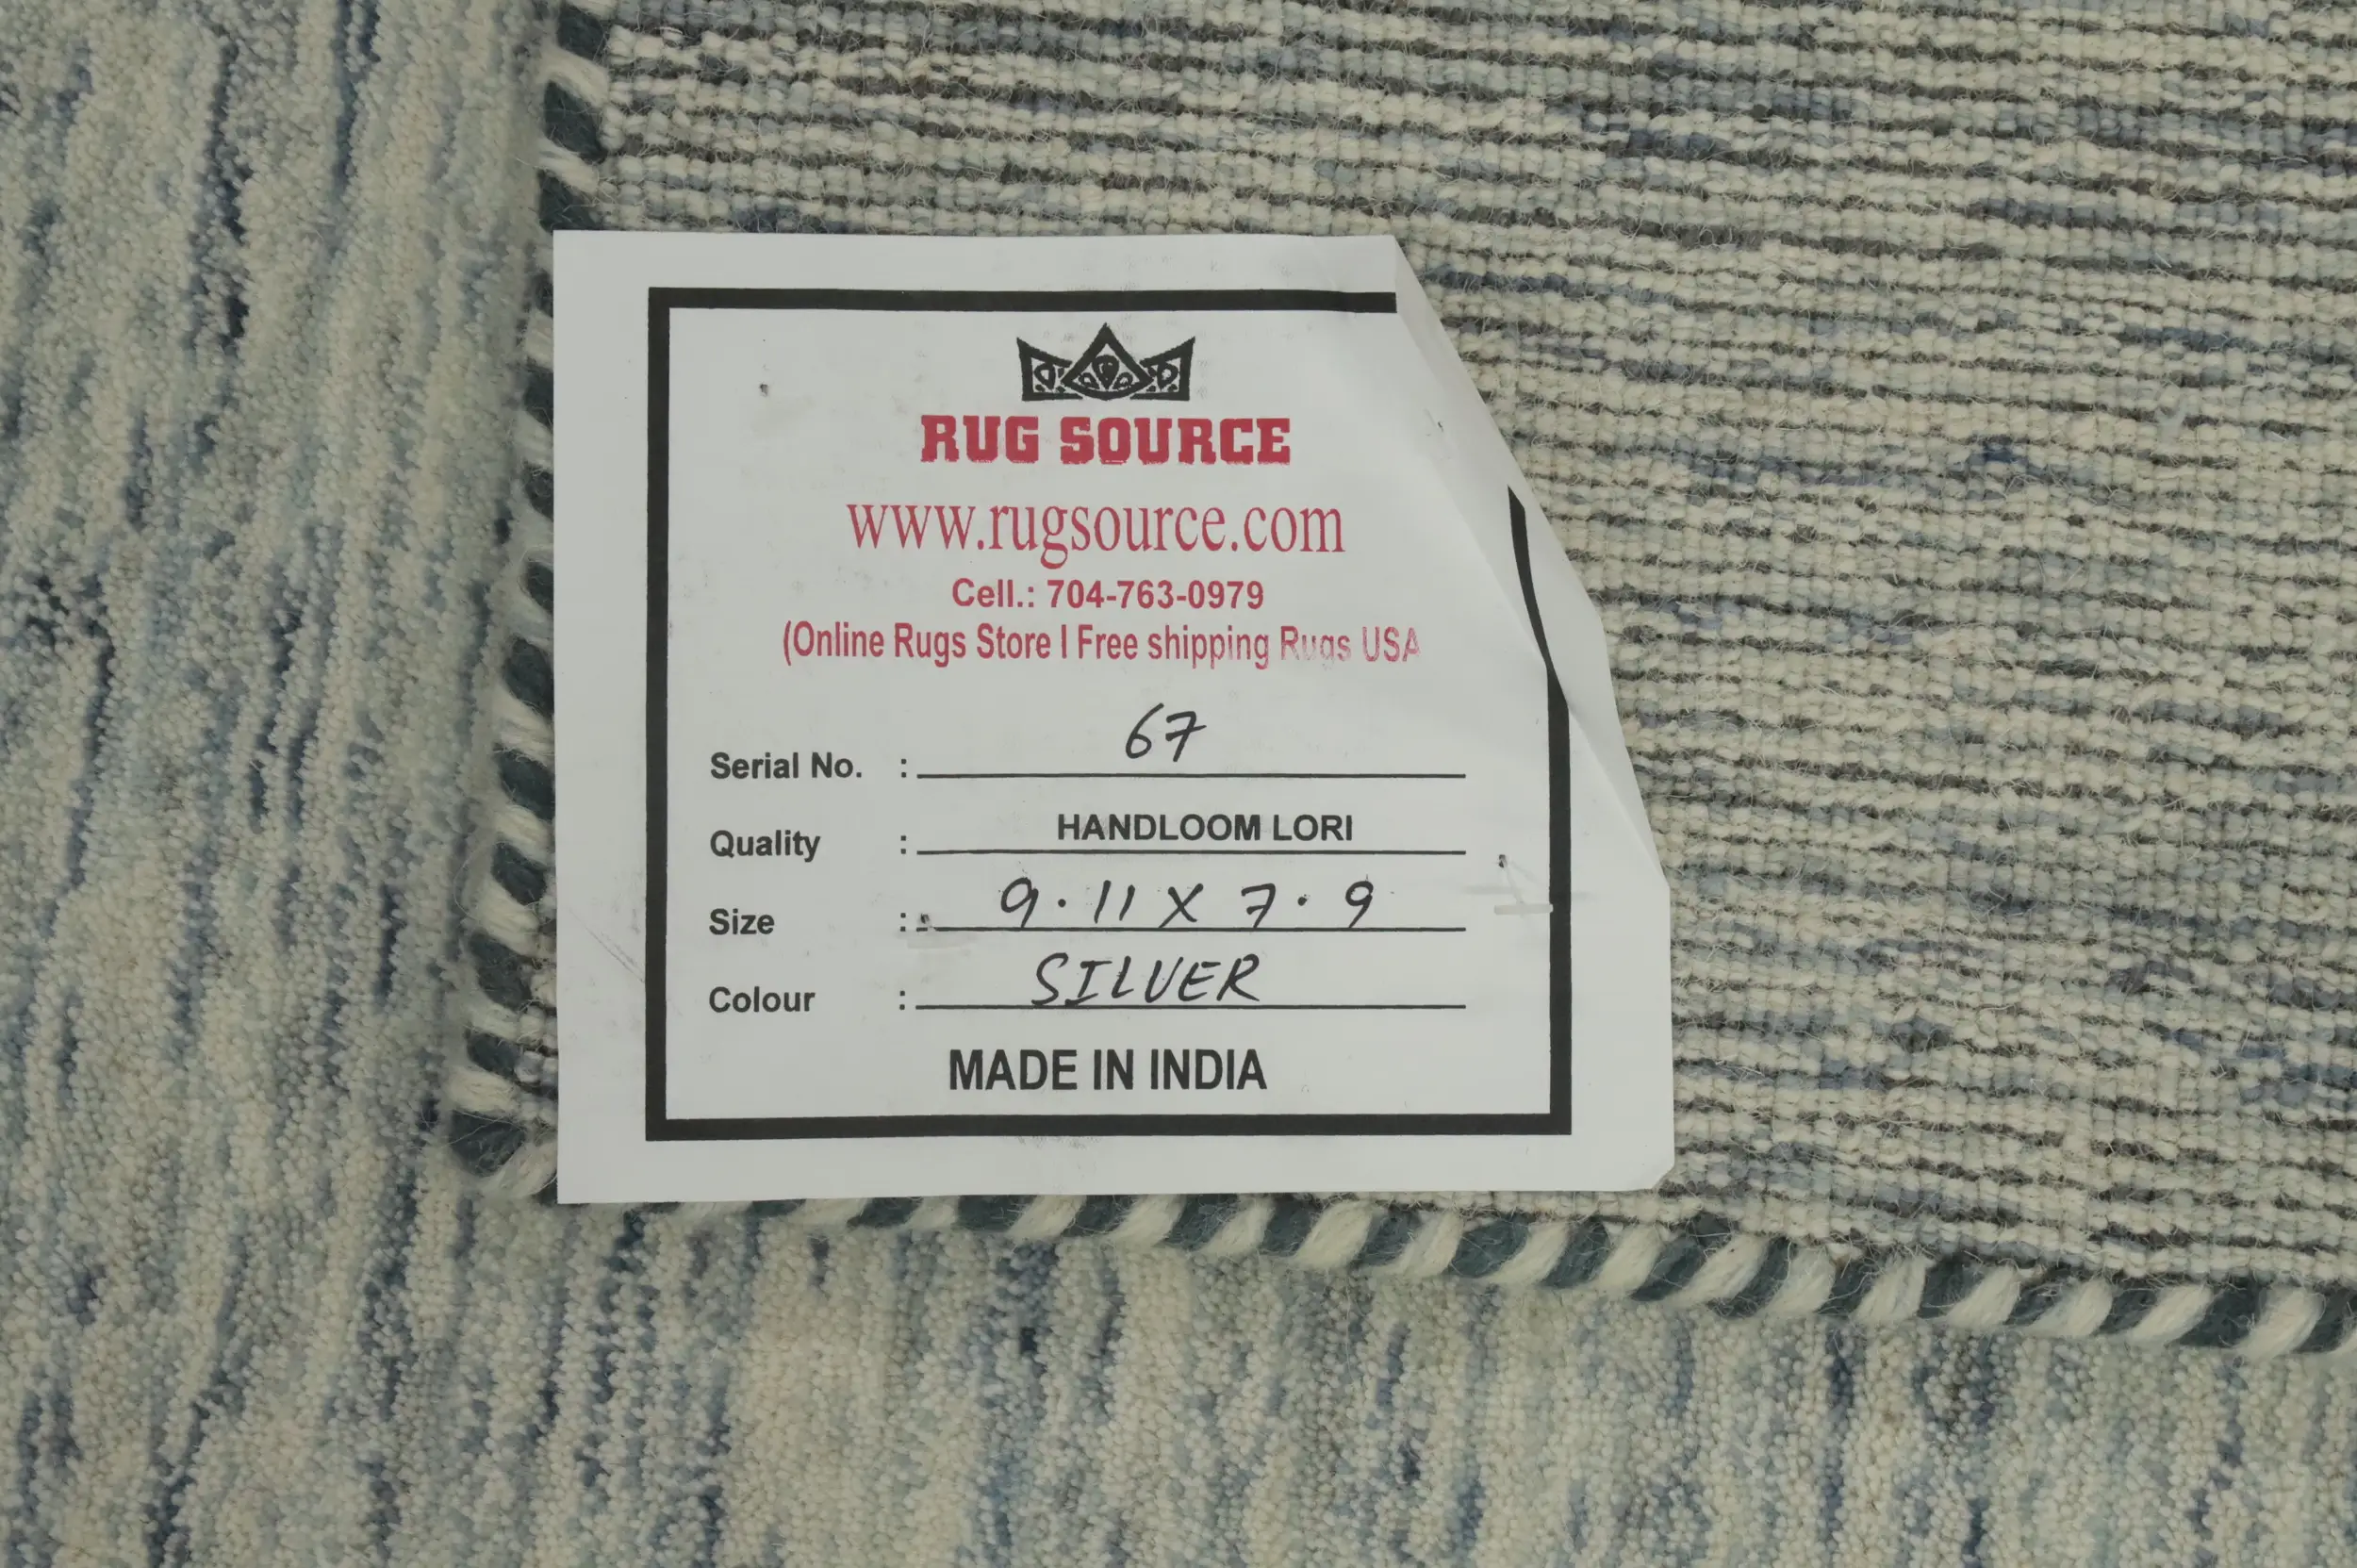 RUG SOURCE
www.rugsource.com
Cell.: 704-763-0979
(Online Rugs Store I Free shipping Rugs USA
Serial No. : 67
Quality : HANDLOOM LORI
Size : 9.11 X 7.9
Colour : SILVER
MADE IN INDIA